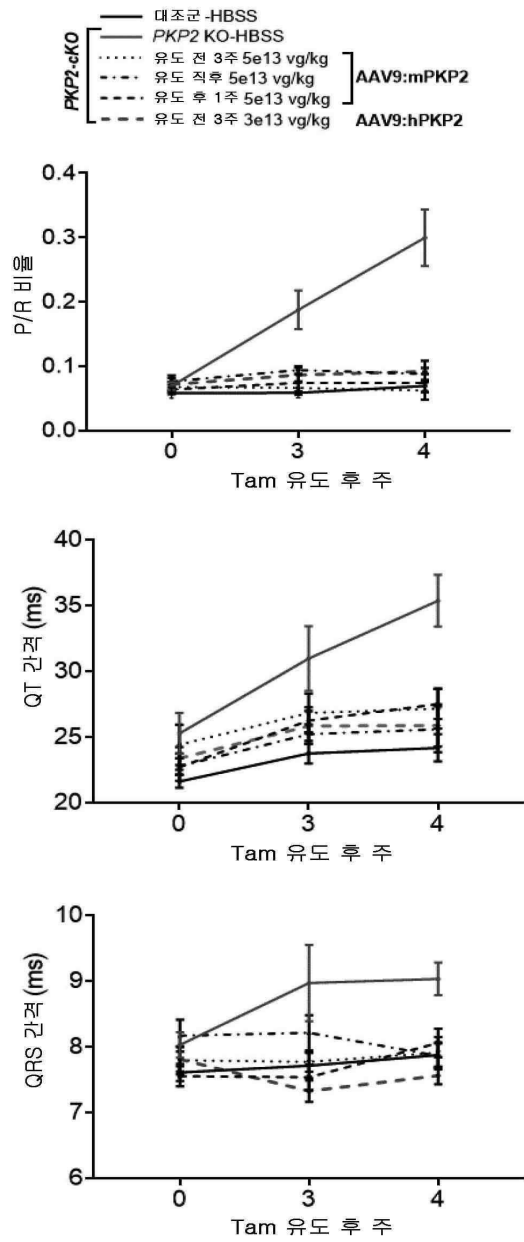 대조군 -HBSS
PKP2 KO-HBSS
유도 전 3주 5e13 vg/kg
유도 직후 5e13 vg/kg
유도 후 1주 5e13 vg/kg
유도 전 3주 3e13 vg/kg
PKP2-cKO
AAV9:mPKP2
AAV9:hPKP2
P/R 비율
0.4
0.3
0.2
0.1
0.0
0 3 4
Tam 유도 후 주
QT 간격 (ms)
40
35
30
25
20
0 3 4
Tam 유도 후 주
QRS 간격 (ms)
10
9
8
7
6
0 3 4
Tam 유도 후 주